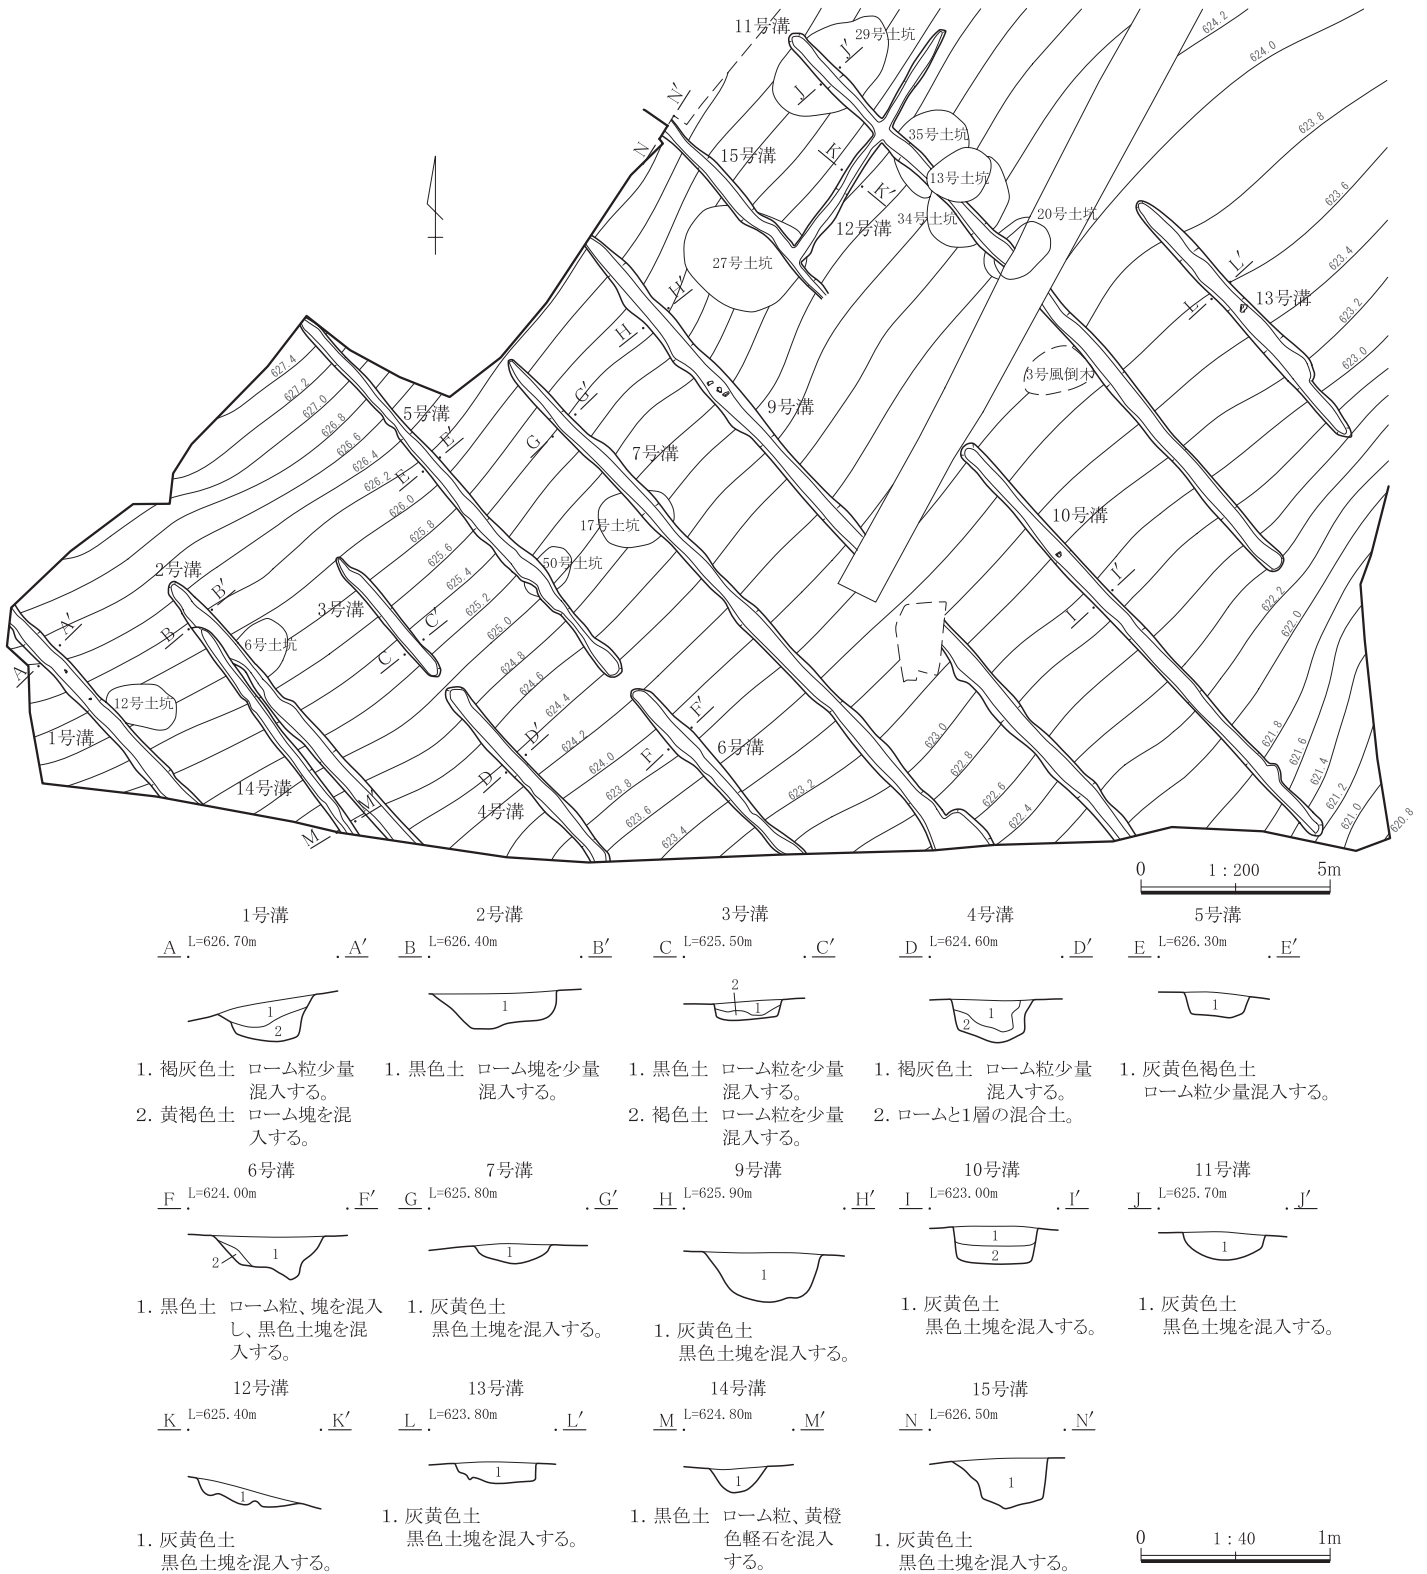 11号溝
29号土坑
J′
J
N′
N
15号溝
K
K′
12号溝
35号土坑
13号土坑
34号土坑
20号土坑
27号土坑
624.2
624.0
623.8
623.6
623.4
623.2
623.0
L′
L
13号溝
3号風倒木
H′
H
9号溝
G′
G
7号溝
17号土坑
10号溝
I′
I
627.4
627.2
627.0
626.8
626.6
626.4
626.2
626.0
625.8
625.6
625.4
625.2
625.0
624.8
624.6
624.4
624.2
624.0
623.8
623.6
623.4
623.2
623.0
622.8
622.6
622.4
622.2
622.0
621.8
621.6
621.4
621.2
621.0
620.8
5号溝
E′
E
50号土坑
2号溝
B′
B
3号溝
C′
C
6号土坑
A′
A
12号土坑
1号溝
14号溝
M′
M
D′
D
4号溝
F′
F
6号溝
0 1：200 5m
1号溝 2号溝 3号溝 4号溝 5号溝
A L=626.70m A′ B L=626.40m B′ C L=625.50m C′ D L=624.60m D′ E L=626.30m E′
1
2
1
2
1
1
2
1
1．褐灰色土 ローム粒少量
混入する。
2．黄褐色土 ローム塊を混
入する。
1．黒色土 ローム塊を少量
混入する。
1．黒色土 ローム粒を少量
混入する。
2．褐色土 ローム粒を少量
混入する。
1．褐灰色土 ローム粒少量
混入する。
2．ロームと1層の混合土。
1．灰黄色褐色土
ローム粒少量混入する。
6号溝 7号溝 9号溝 10号溝 11号溝
F L=624.00m F′ G L=625.80m G′ H L=625.90m H′ I L=623.00m I′ J L=625.70m J′
1
2
1
1
1
2
1
1．黒色土 ローム粒、塊を混入
し、黒色土塊を混
入する。
1．灰黄色土
黒色土塊を混入する。
1．灰黄色土
黒色土塊を混入する。
1．灰黄色土
黒色土塊を混入する。
1．灰黄色土
黒色土塊を混入する。
12号溝 13号溝 14号溝 15号溝
K L=625.40m K′ L L=623.80m L′ M L=624.80m M′ N L=626.50m N′
1
1
1
1
1．灰黄色土
黒色土塊を混入する。
1．灰黄色土
黒色土塊を混入する。
1．黒色土 ローム粒、黄橙
色軽石を混入
する。
1．灰黄色土
黒色土塊を混入する。
0 1：40 1m